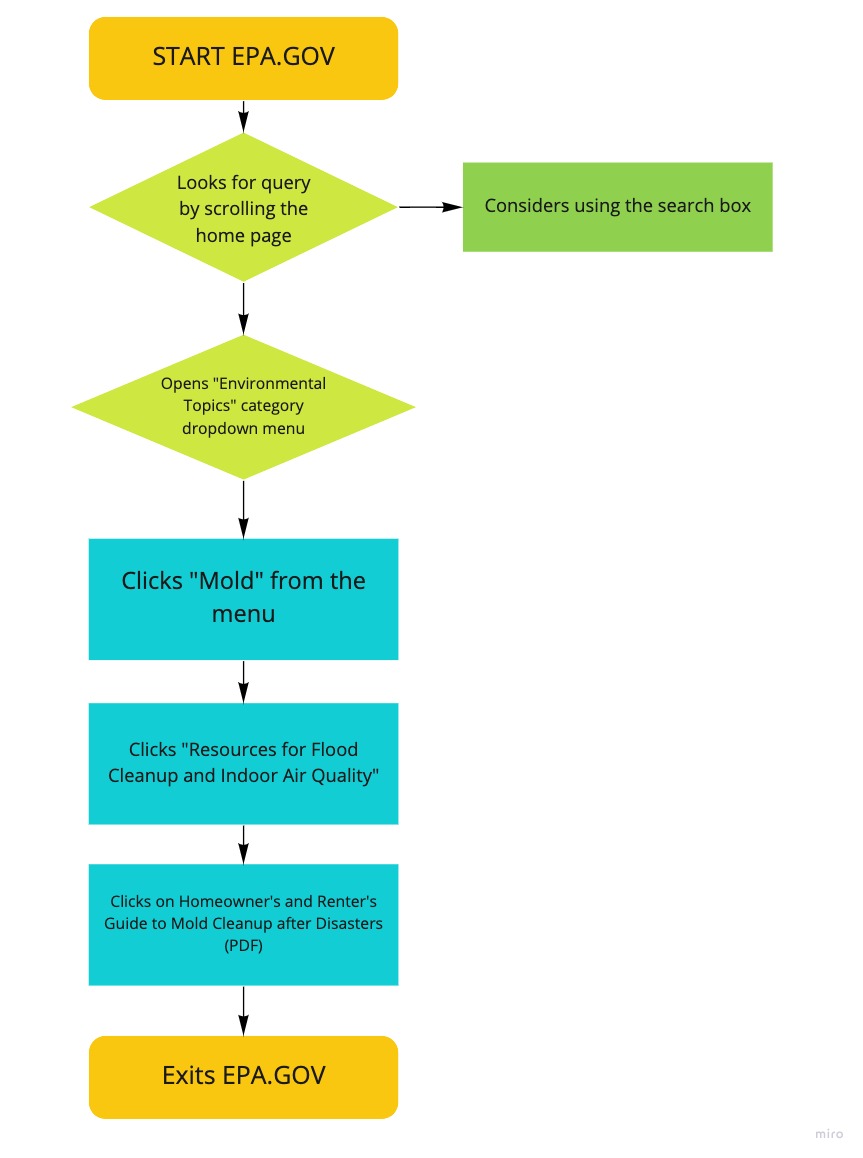 START EPA.GOV
Looks for query
by scrolling the
home page
Considers using the search box
Opens "Environmental
Topics" category
dropdown menu
Clicks "Mold" from the
menu
Clicks "Resources for Flood
Cleanup and Indoor Air Quality"
Clicks on Homeowner's and Renter's
Guide to Mold Cleanup after Disasters
(PDF)
Exits EPA.GOV
miro